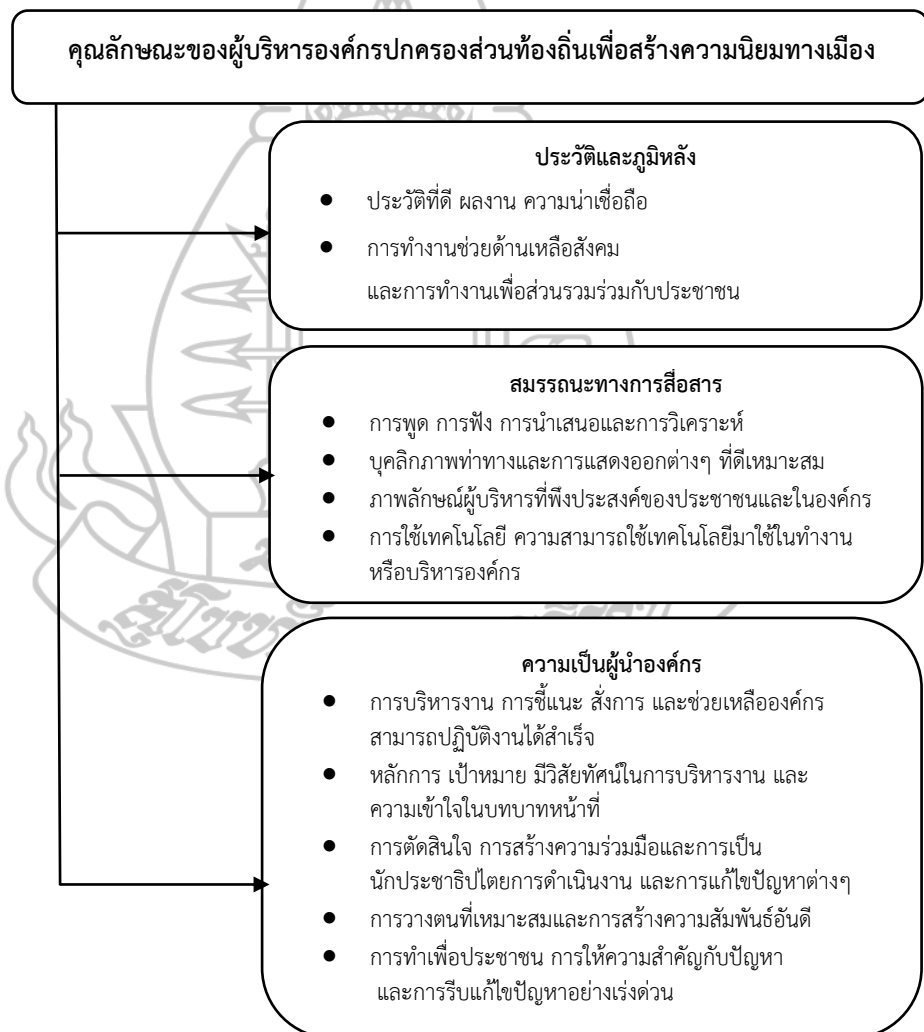 คุณลักษณะของผู้บริหารองค์กรปกครองส่วนท้องถิ่นเพื่อสร้างความนิยมทางเมือง
ประวัติและภูมิหลัง
● ประวัติที่ดี ผลงาน ความน่าเชื่อถือ
● การทำงานช่วยด้านเหลือสังคม
และการทำงานเพื่อส่วนรวมร่วมกับประชาชน
สมรรถนะทางการสื่อสาร
● การพูด การฟัง การนำเสนอและการวิเคราะห์
● บุคลิกภาพท่าทางและการแสดงออกต่างๆ ที่ดีเหมาะสม
● ภาพลักษณ์ผู้บริหารที่พึงประสงค์ของประชาชนและในองค์กร
● การใช้เทคโนโลยี ความสามารถใช้เทคโนโลยีมาใช้ในทำงาน
หรือบริหารองค์กร
ความเป็นผู้นำองค์กร
● การบริหารงาน การชี้แนะ สั่งการ และช่วยเหลือองค์กร
สามารถปฏิบัติงานได้สำเร็จ
● หลักการ เป้าหมาย มีวิสัยทัศน์ในการบริหารงาน และ
ความเข้าใจในบทบาทหน้าที่
● การตัดสินใจ การสร้างความร่วมมือและการเป็น
นักประชาธิปไตยการดำเนินงาน และการแก้ไขปัญหาต่างๆ
● การวางตนที่เหมาะสมและการสร้างความสัมพันธ์อันดี
● การทำเพื่อประชาชน การให้ความสำคัญกับปัญหา
และการรีบแก้ไขปัญหาอย่างเร่งด่วน